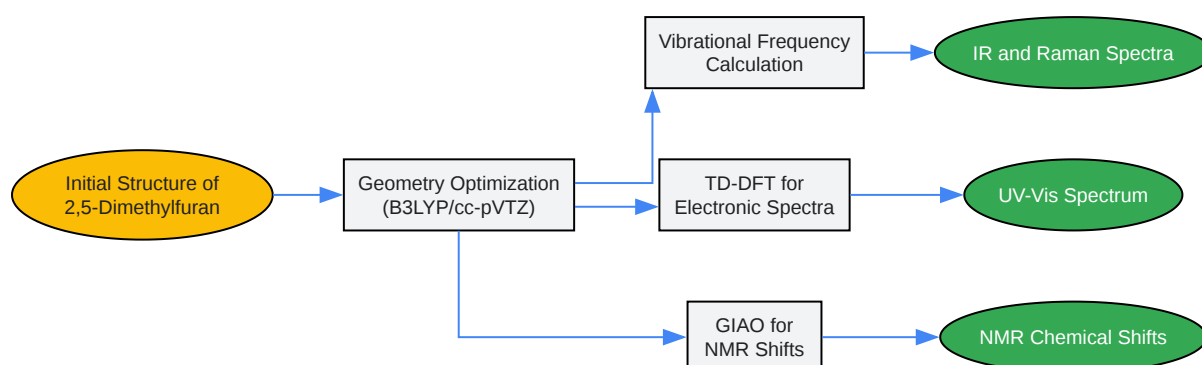 Vibrational Frequency
Calculation
IR and Raman Spectra
Initial Structure of
2,5-Dimethylfuran
Geometry Optimization
(B3LYP/cc-pVTZ)
TD-DFT for
Electronic Spectra
UV-Vis Spectrum
GIAO for
NMR Shifts
NMR Chemical Shifts